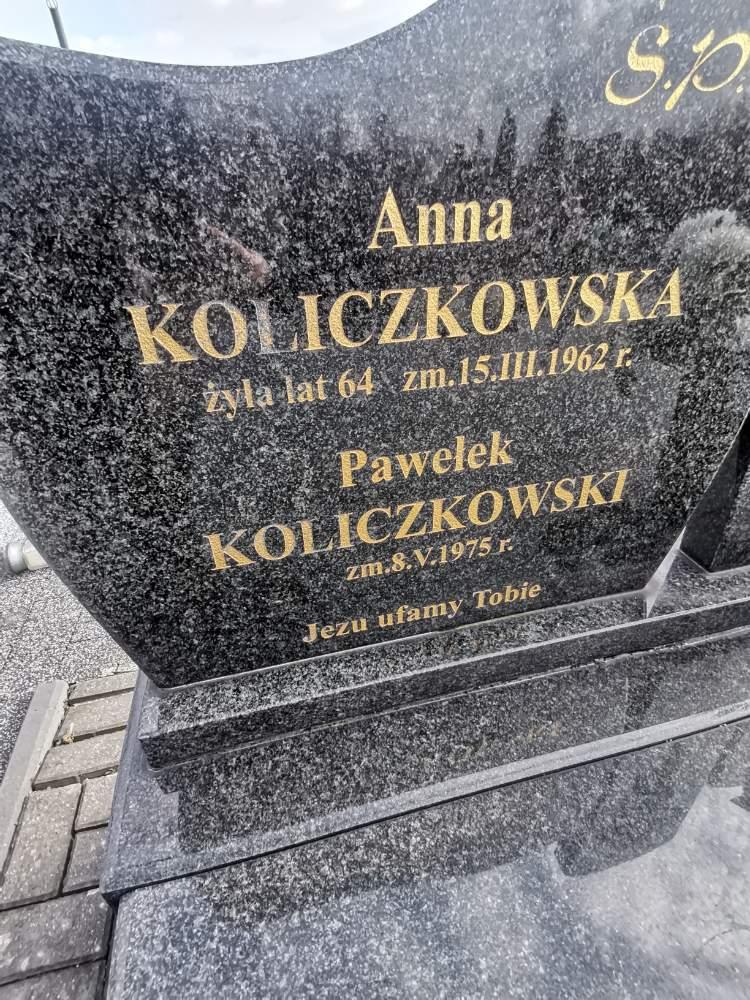 Ś.p.
Anna
KOLICZKOWSKA
żyła lat 64 zm.15.III.1962 r.
Pawełek
KOLICZKOWSKI
zm.8.V.1975 r.
Jezu ufamy Tobie